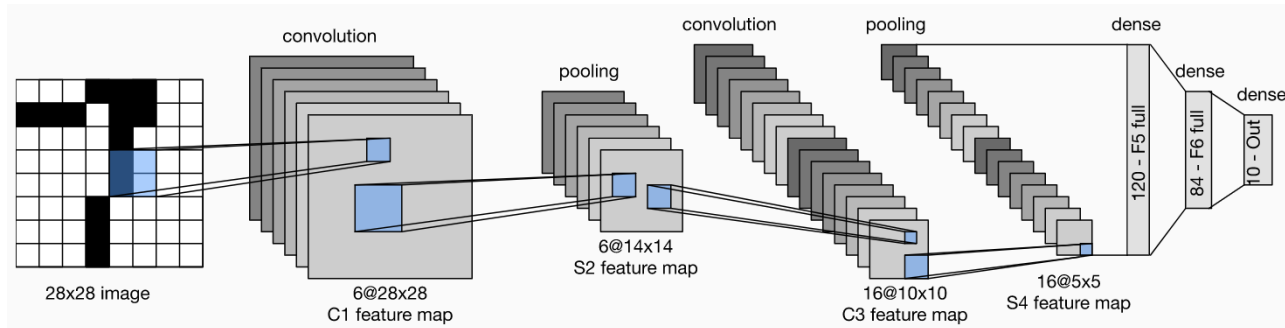 convolution
pooling
convolution
pooling
dense
dense
dense
28x28 image
6@28x28
C1 feature map
6@14x14
S2 feature map
16@10x10
C3 feature map
16@5x5
S4 feature map
120 - F5 full
84 - F6 full
10 - Out